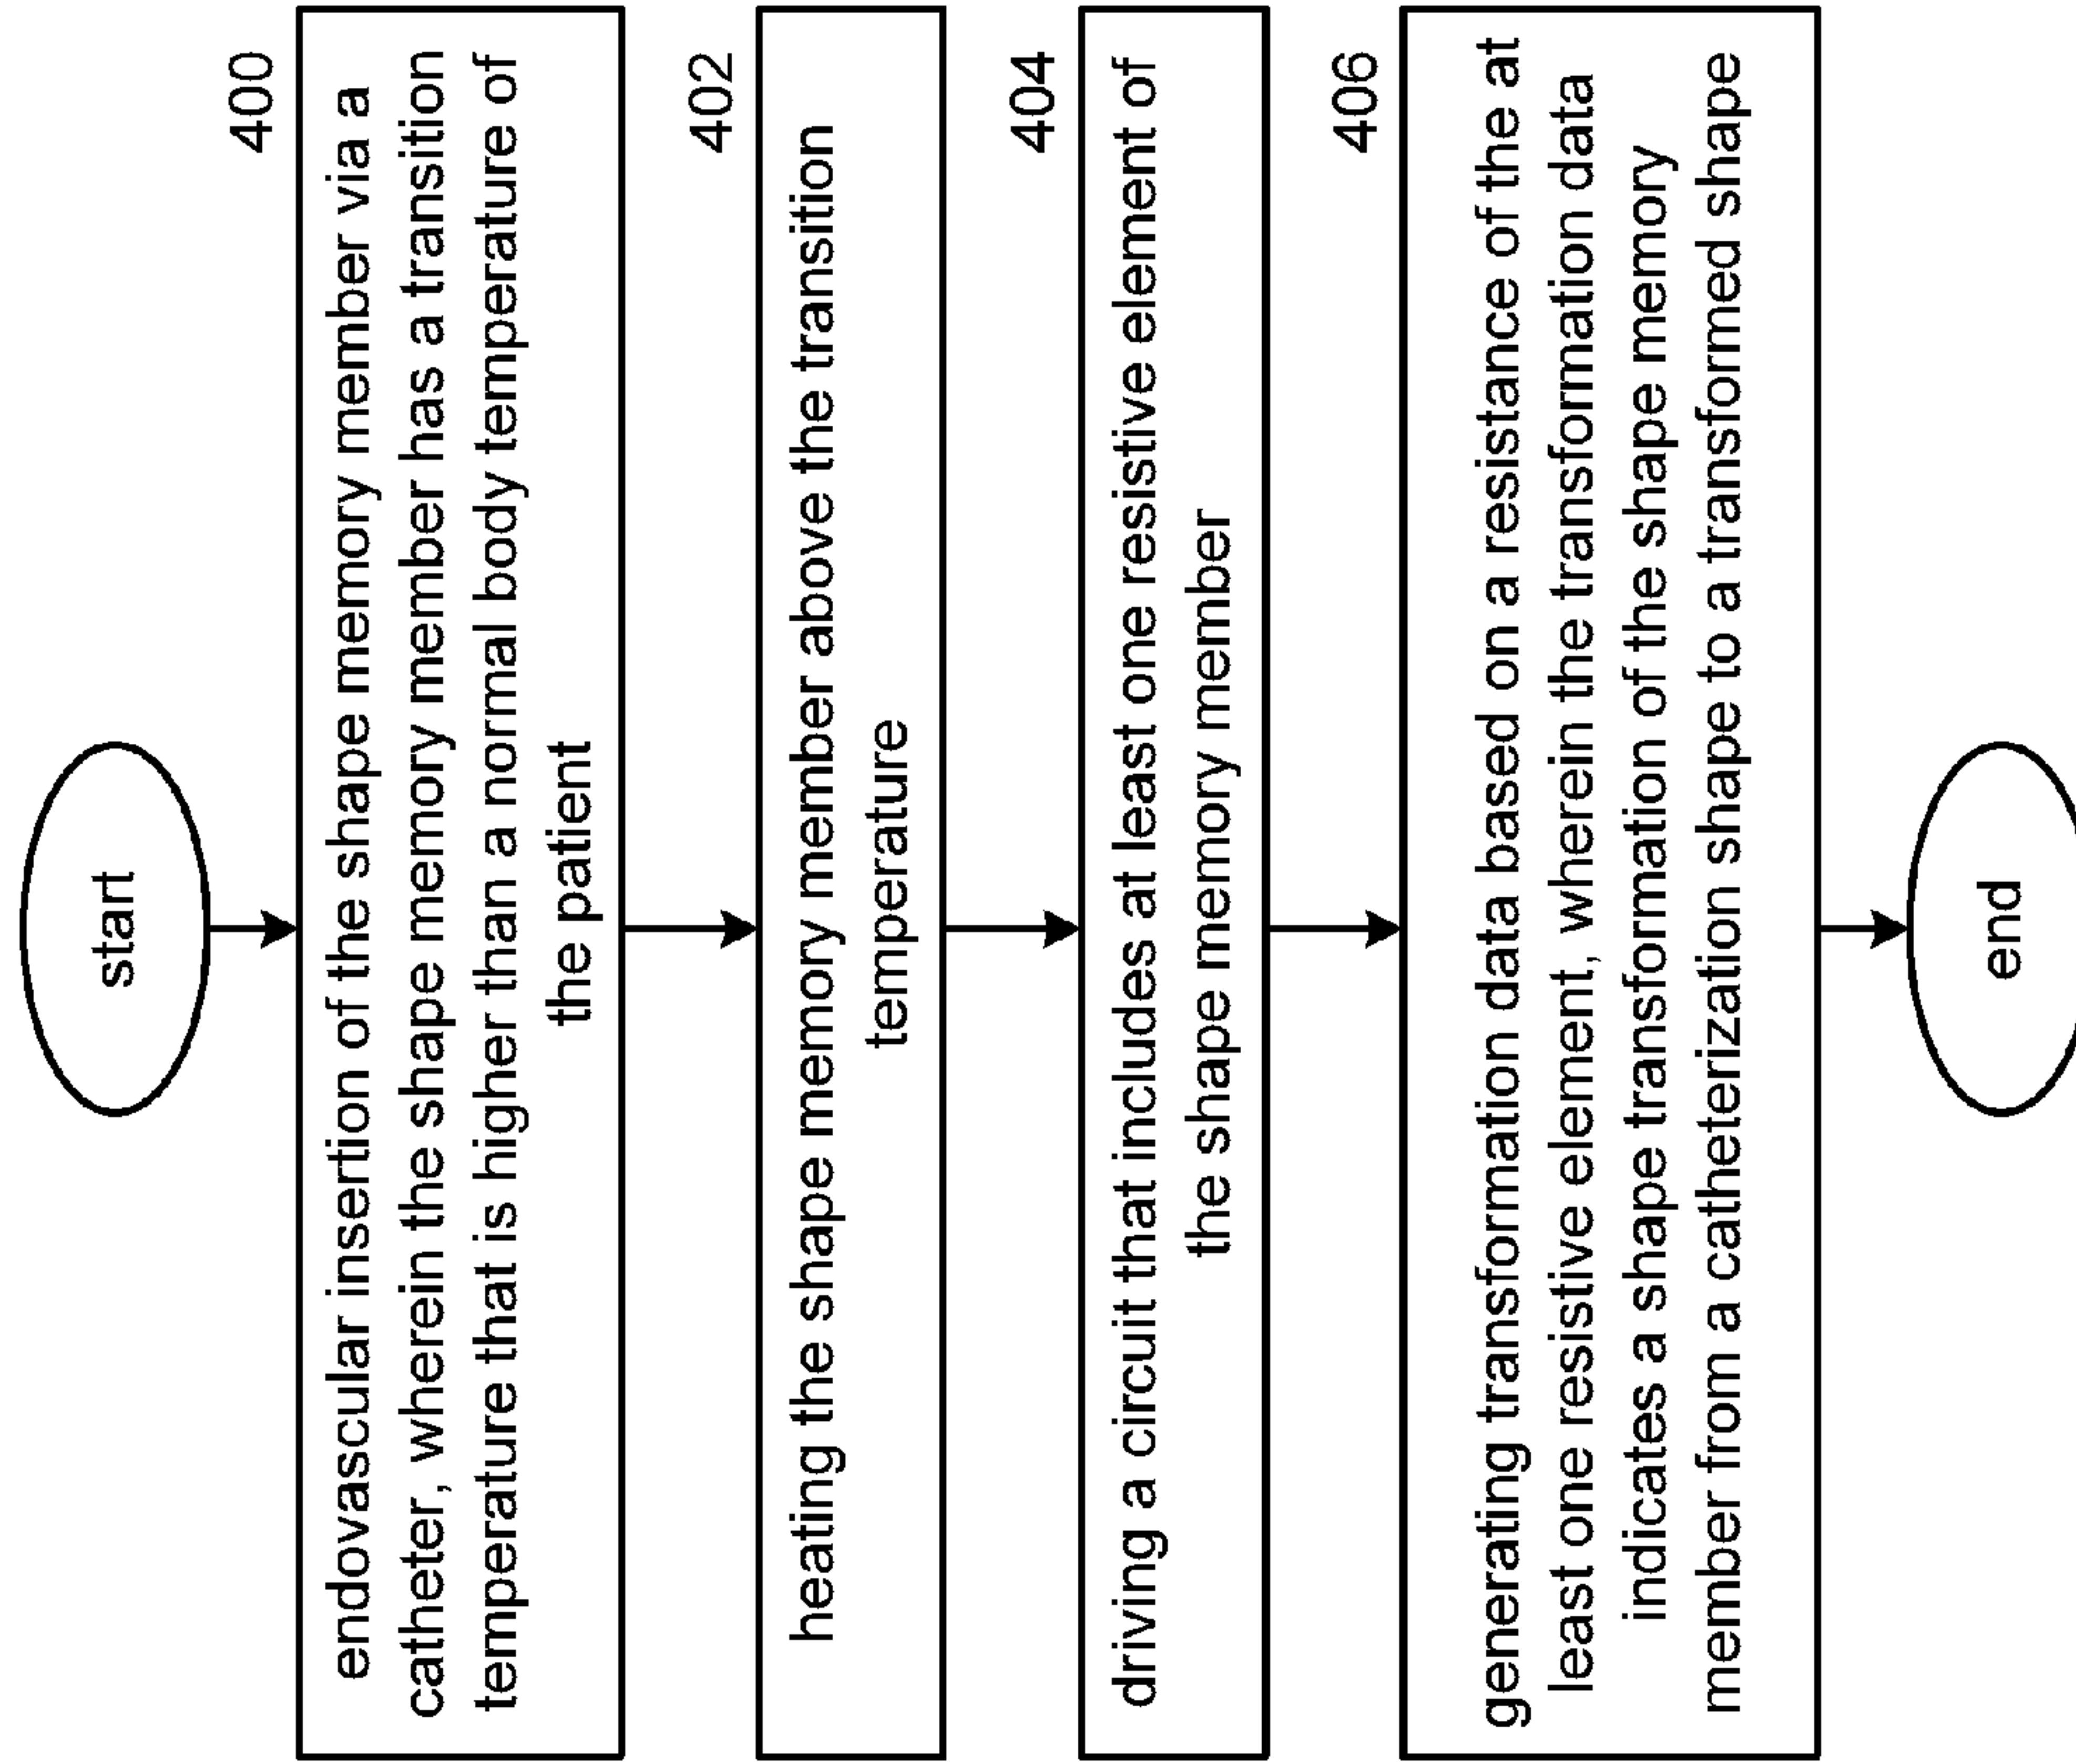 start
400
endovascular insertion of the shape memory member via a
catheter, wherein the shape memory member has a transition
temperature that is higher than a normal body temperature of
the patient
402
heating the shape memory member above the transition
temperature
404
driving a circuit that includes at least one resistive element of
the shape memory member
406
generating transformation data based on a resistance of the at
least one resistive element, wherein the transformation data
indicates a shape transformation of the shape memory
member from a catheterization shape to a transformed shape
end